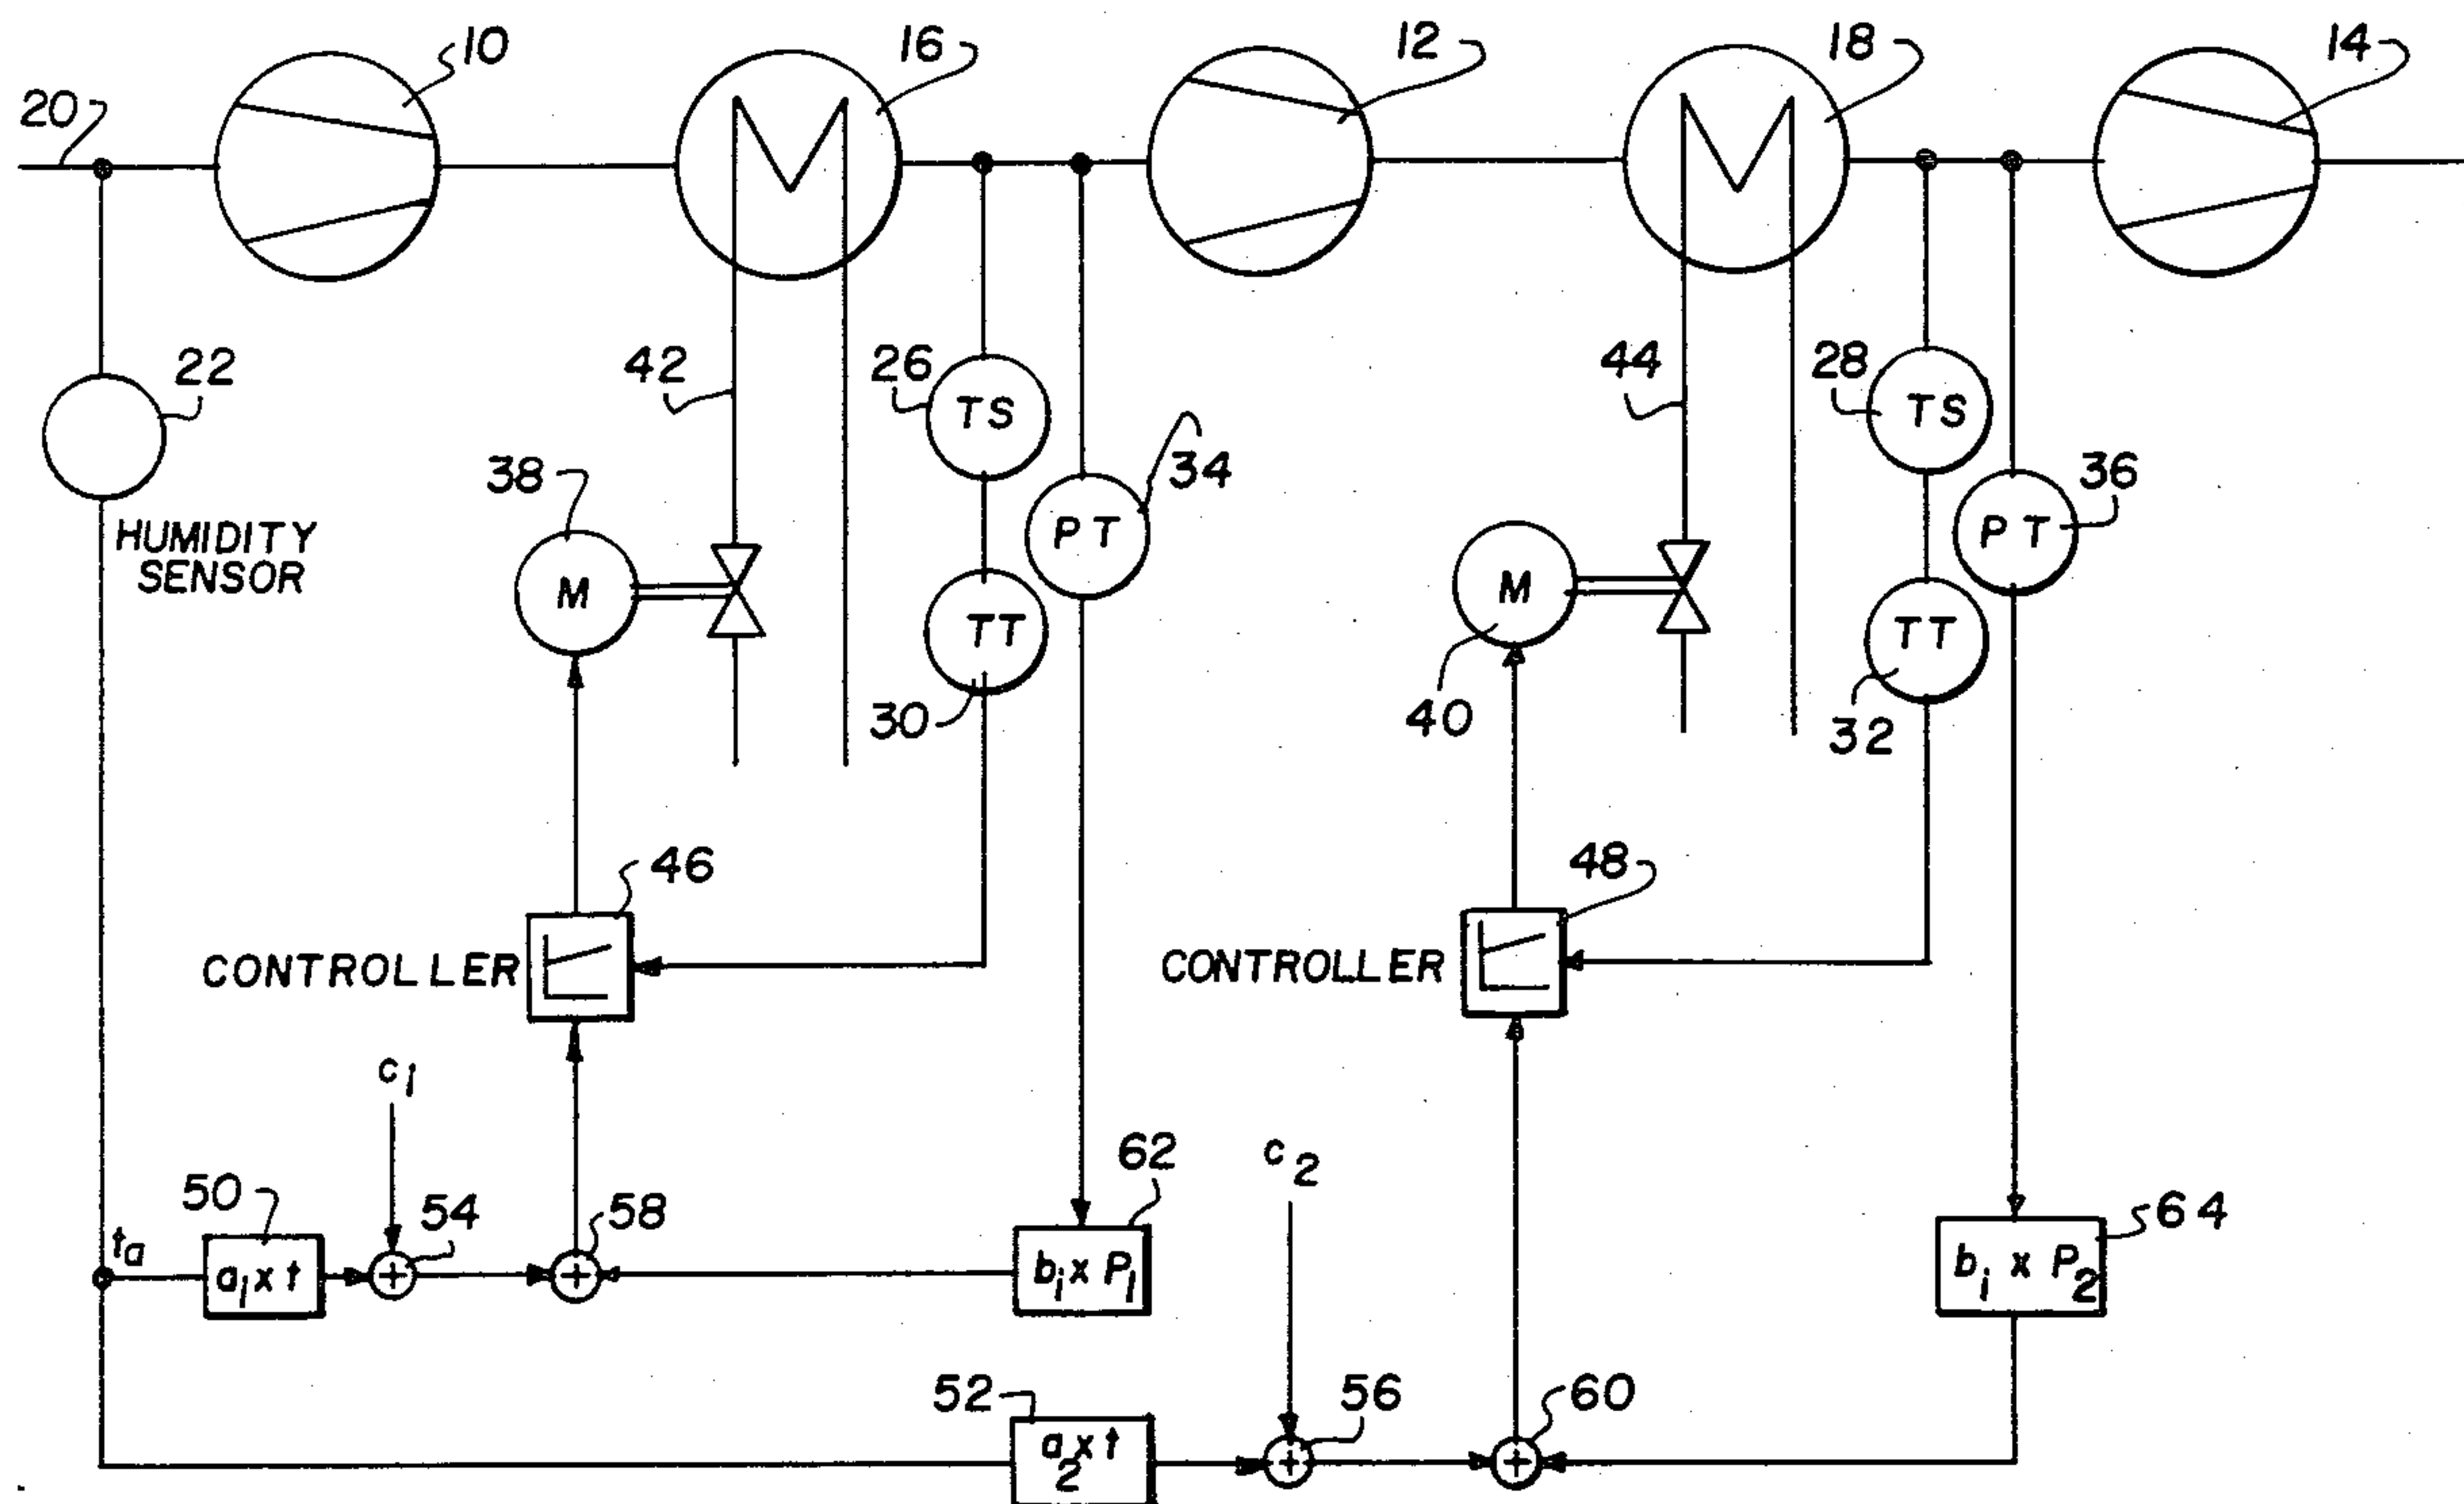 10
16
12
18
14
20
22
HUMIDITY
SENSOR
42
26
TS
34
44
28
TS
36
38
M
PT
M
PT
TT
TT
30
40
32
46
48
CONTROLLER
CONTROLLER
c1
62
c2
50
54
58
64
ta
a1xt
+
+
bixP1
bi x P2
52
56
60
a2xt
+
+